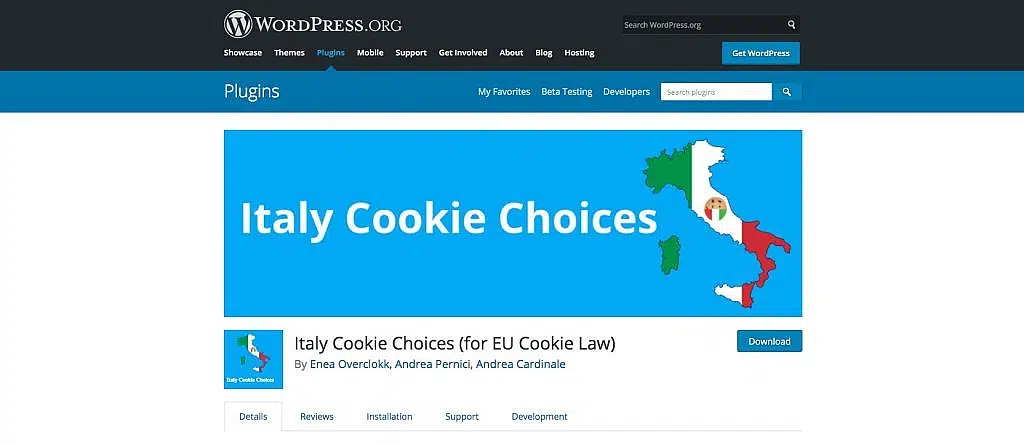 WORDPRESS.ORG
Search WordPress.org
Showcase Themes Plugins Mobile Support Get Involved About Blog Hosting
Get WordPress
Plugins
My Favorites Beta Testing Developers
Search plugins
Italy Cookie Choices
Italy Cookie Choices
Italy Cookie Choices (for EU Cookie Law)
By Enea Overclokk, Andrea Pernici, Andrea Cardinale
Download
Details Reviews Installation Support Development